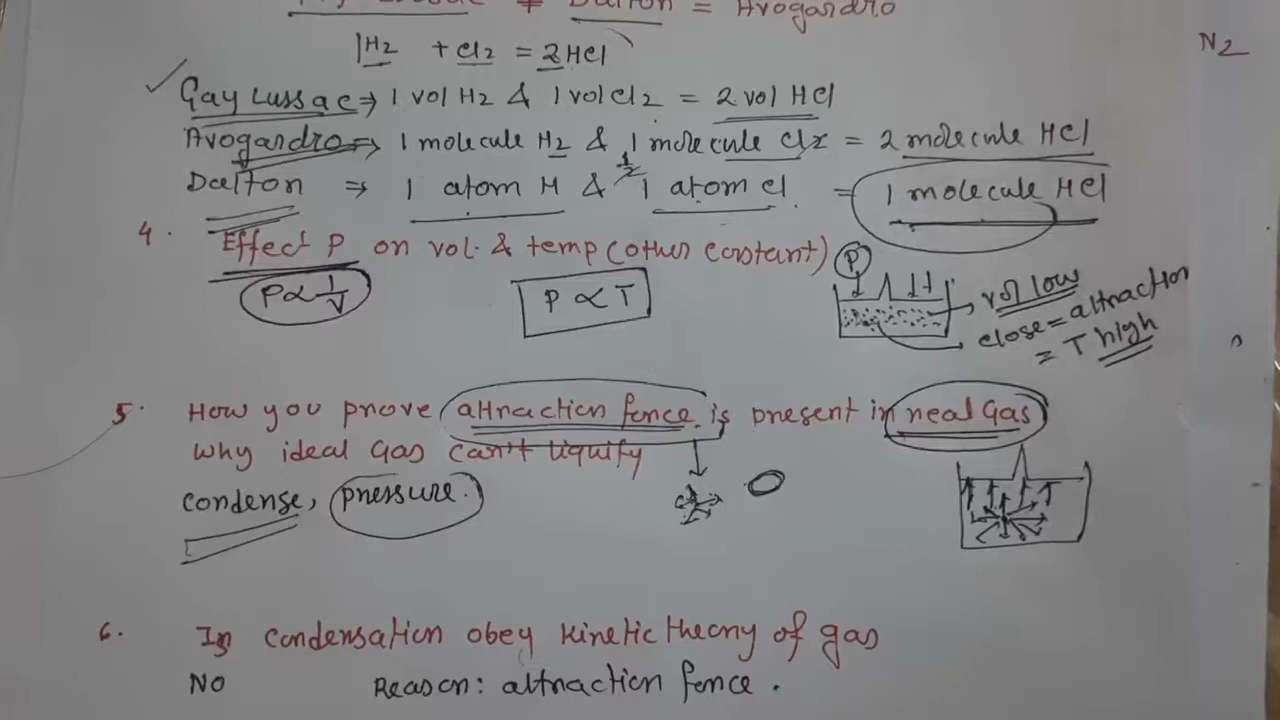 = Avogardro
1H2 + Cl2 = 2HCl
N2
Gay Lussac ⇒ 1 vol H2 & 1 vol Cl2 = 2 vol HCl
Avogardro ⇒ 1 molecule H2 & 1 molecule Cl2 = 2 molecule HCl
Dalton ⇒ 1 atom H & 1/2 1 atom Cl = 1 molecule HCl
4. Effect P on vol. & temp (other constant)
P
P ∝ 1/V
P ∝ T
vol low
close = attraction
= T high
5. How you prove attraction force is present in real Gas
Why ideal Gas can't liquify
condense, pressure.
6. Is condensation obey kinetic theory of gas
NO Reason: attraction force.